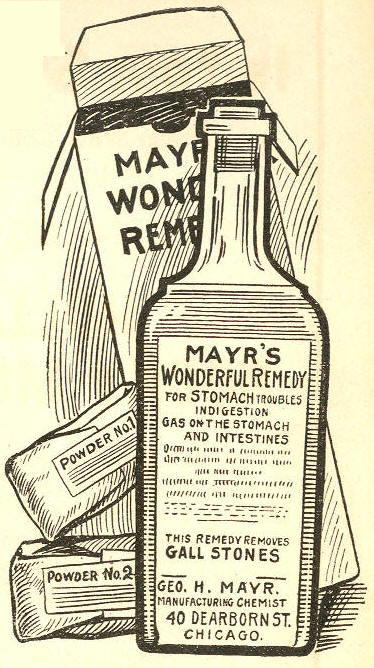 MAYR
WOND
REME
MAYR'S
WONDERFUL REMEDY
FOR STOMACH TROUBLES
INDIGESTION
GAS ON THE STOMACH
AND INTESTINES
THIS REMEDY REMOVES
GALL STONES
GEO. H. MAYR.
MANUFACTURING CHEMIST
40 DEARBORN ST.
CHICAGO.
POWDER NO.1
POWDER NO.2